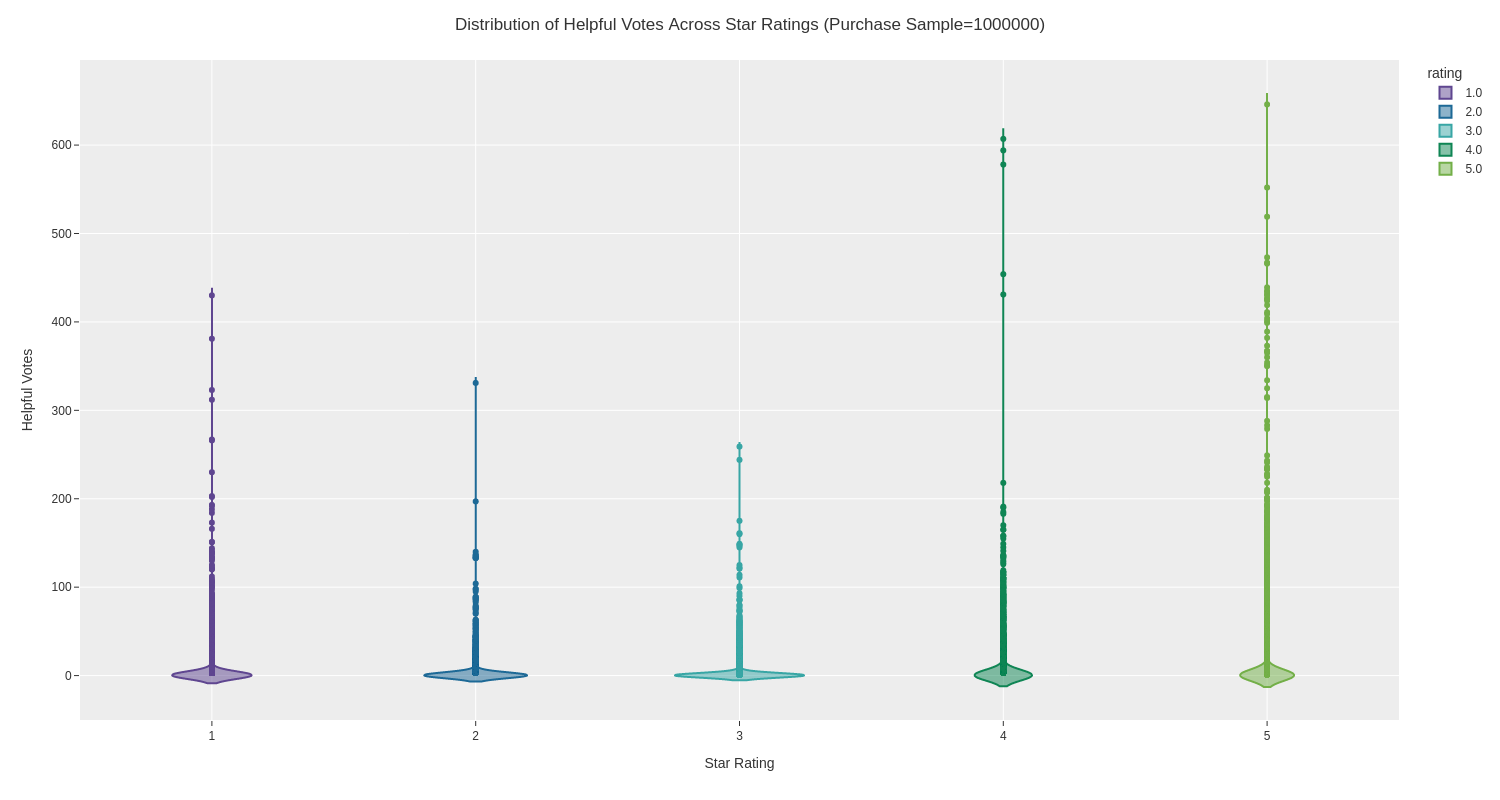 Distribution of Helpful Votes Across Star Ratings (Purchase Sample=1000000)
rating
1.0
2.0
3.0
4.0
5.0
Helpful Votes
600
500
400
300
200
100
0
1 2 3 4 5
Star Rating